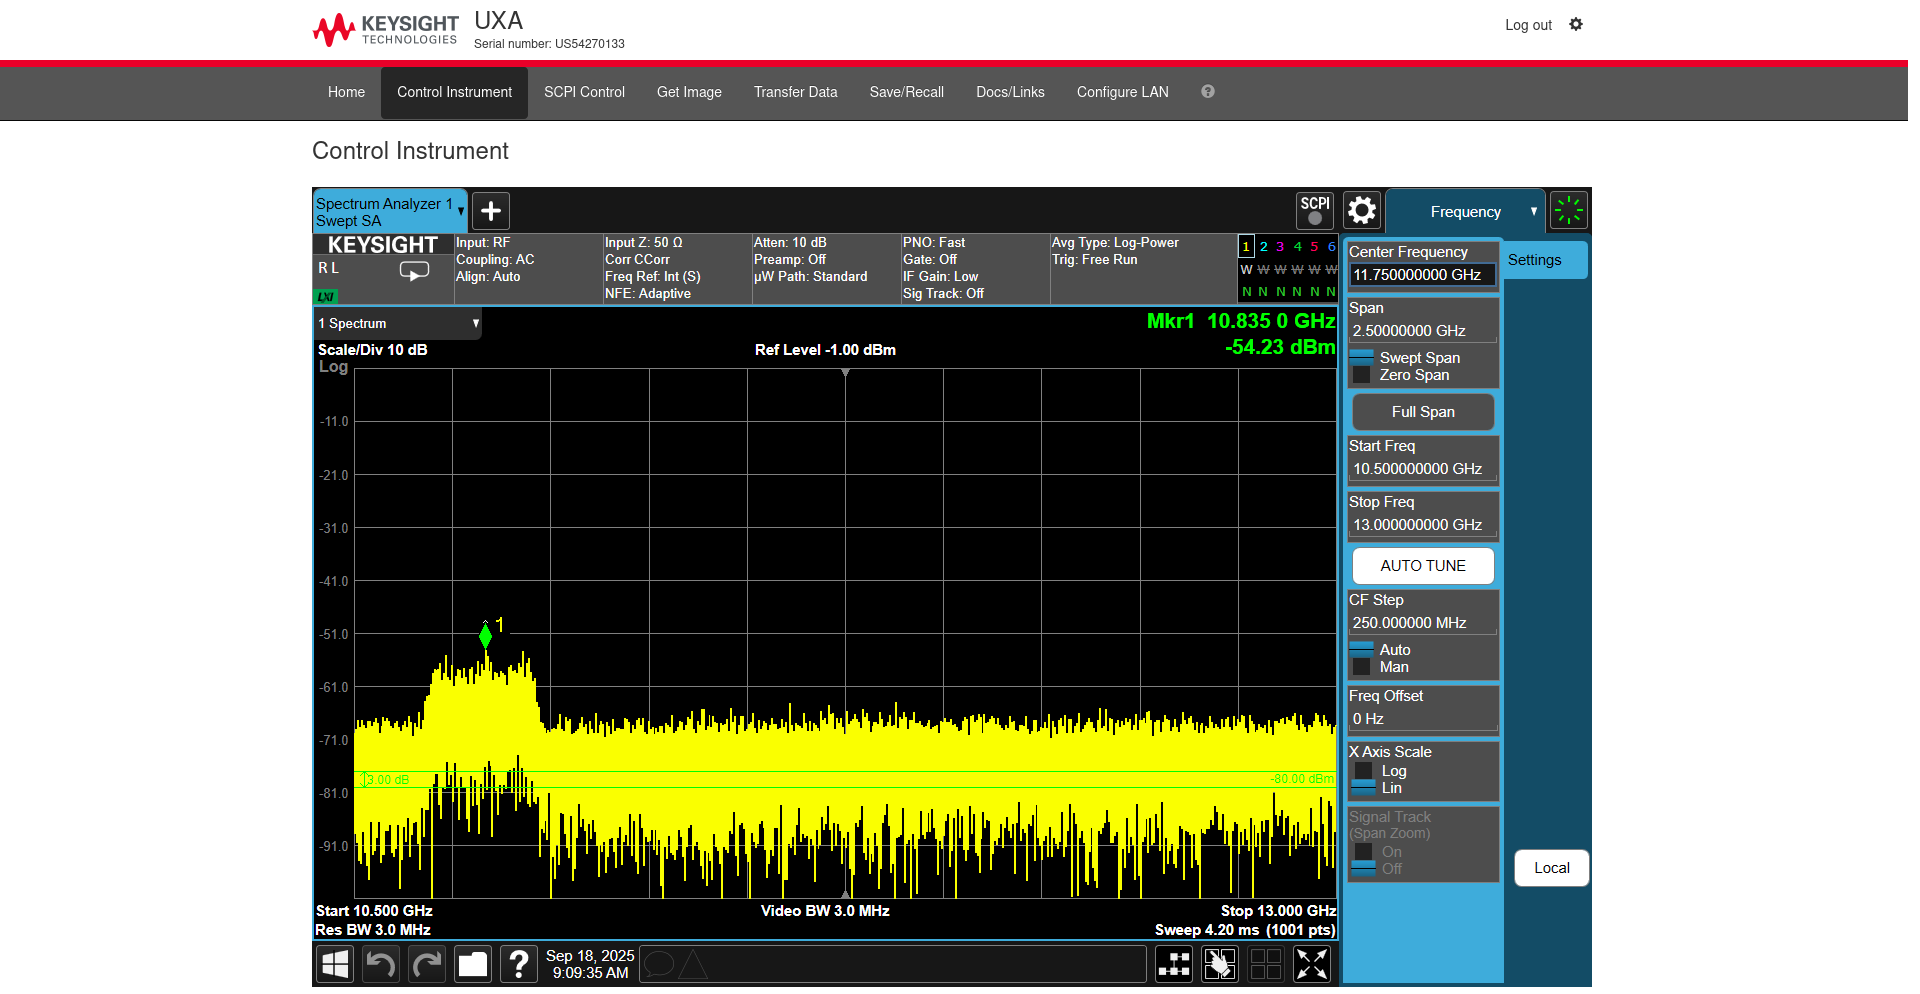 KEYSIGHT
TECHNOLOGIES
UXA
Serial number: US54270133
Log out
Home
Control Instrument
SCPI Control
Get Image
Transfer Data
Save/Recall
Docs/Links
Configure LAN
?
Control Instrument
Spectrum Analyzer 1
Swept SA
+
SCPI
Frequency
KEYSIGHT
R L
LXI
Input: RF
Coupling: AC
Align: Auto
Input Z: 50 Ω
Corr CCorr
Freq Ref: Int (S)
NFE: Adaptive
Atten: 10 dB
Preamp: Off
µW Path: Standard
PNO: Fast
Gate: Off
IF Gain: Low
Sig Track: Off
Avg Type: Log-Power
Trig: Free Run
1 2 3 4 5 6
W W W W W W
N N N N N N
1 Spectrum
Scale/Div 10 dB
Log
Ref Level -1.00 dBm
Mkr1 10.835 0 GHz
-54.23 dBm
-11.0
-21.0
-31.0
-41.0
-51.0
-61.0
-71.0
-81.0
-91.0
1
3.00 dB
-80.00 dBm
Start 10.500 GHz
Res BW 3.0 MHz
Video BW 3.0 MHz
Stop 13.000 GHz
Sweep 4.20 ms (1001 pts)
Center Frequency
11.750000000 GHz
Span
2.50000000 GHz
Swept Span
Zero Span
Full Span
Start Freq
10.500000000 GHz
Stop Freq
13.000000000 GHz
AUTO TUNE
CF Step
250.000000 MHz
Auto
Man
Freq Offset
0 Hz
X Axis Scale
Log
Lin
Signal Track
(Span Zoom)
On
Off
Settings
Local
?
Sep 18, 2025
9:09:35 AM